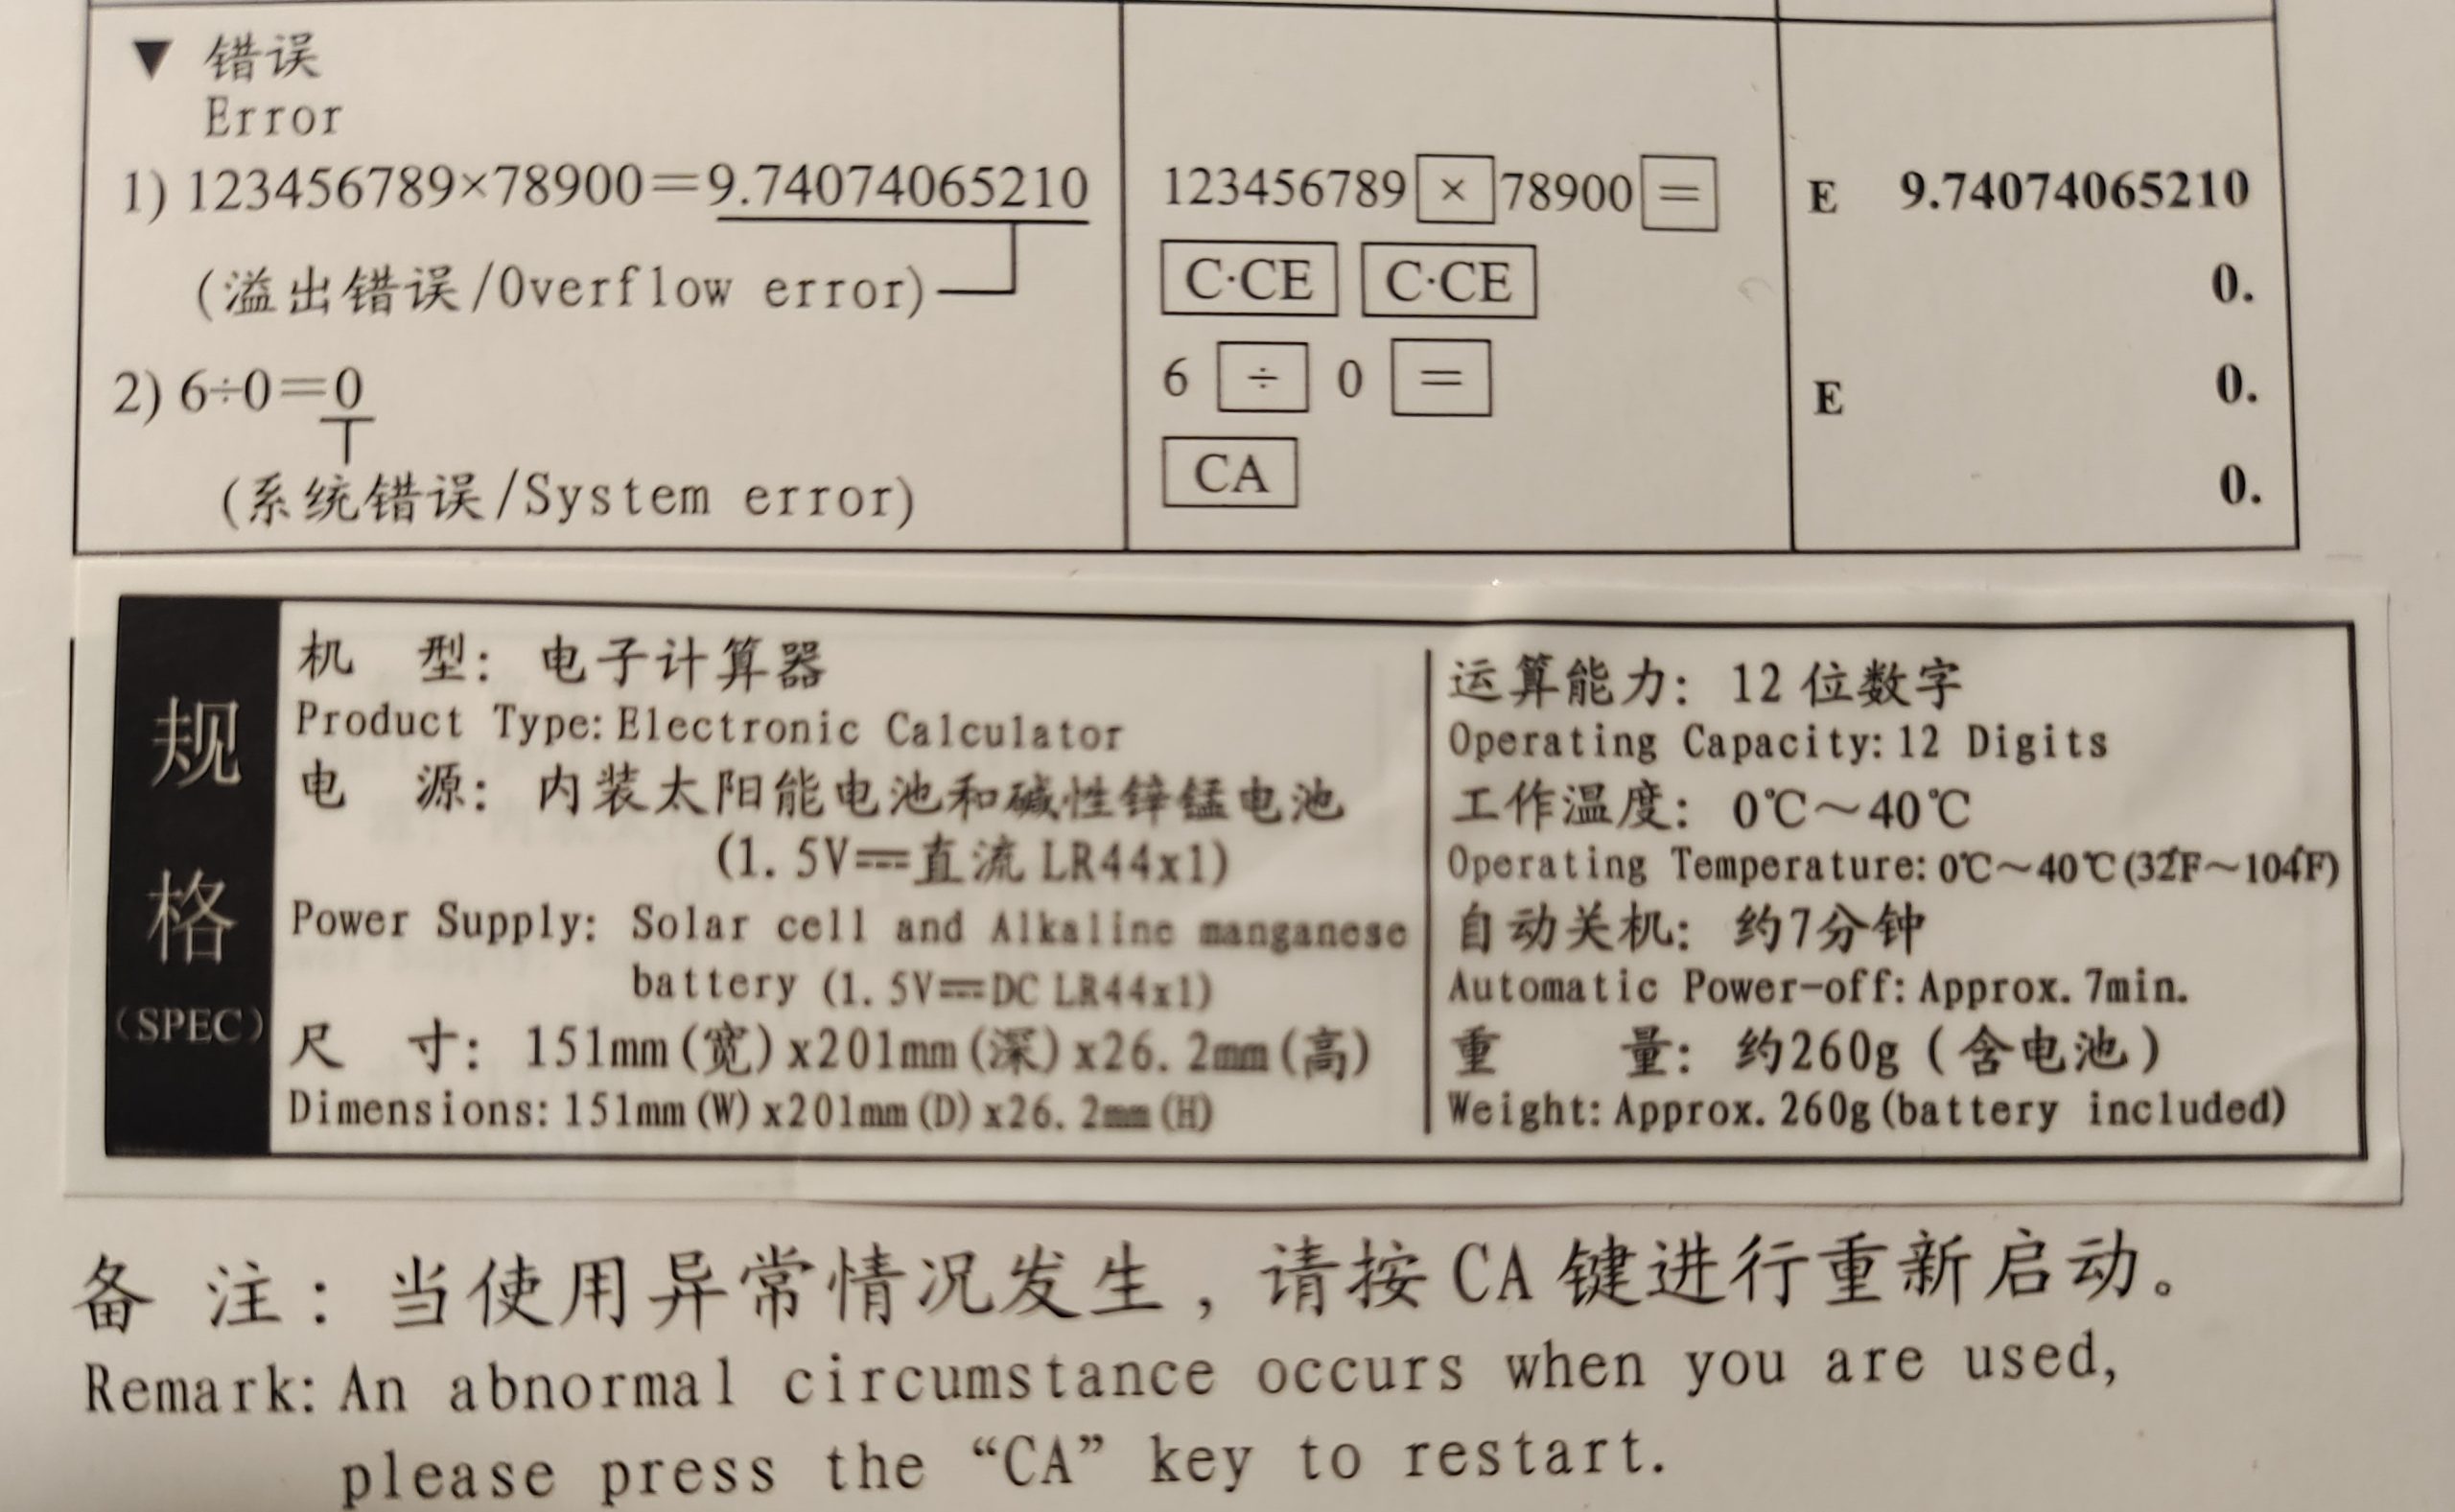 ▼ 错误
Error
1) 123456789×78900=9.74074065210
(溢出错误/Overflow error)
2) 6÷0=0
(系统错误/System error)
123456789 × 78900 =
C·CE C·CE
6 ÷ 0 =
CA
E 9.74074065210
0.
E 0.
0.
规格
(SPEC)
机 型: 电子计算器
Product Type: Electronic Calculator
电 源: 内装太阳能电池和碱性锌锰电池
(1.5V⎓直流 LR44x1)
Power Supply: Solar cell and Alkaline manganese
battery (1.5V⎓DC LR44x1)
尺 寸: 151mm(宽)x201mm(深)x26.2mm(高)
Dimensions: 151mm(W)x201mm(D)x26.2mm(H)
运算能力: 12位数字
Operating Capacity: 12 Digits
工作温度: 0℃~40℃
Operating Temperature: 0℃~40℃(32℉~104℉)
自动关机: 约7分钟
Automatic Power-off: Approx. 7min.
重 量: 约260g(含电池)
Weight: Approx. 260g(battery included)
备 注: 当使用异常情况发生,请按CA键进行重新启动。
Remark: An abnormal circumstance occurs when you are used,
please press the “CA” key to restart.